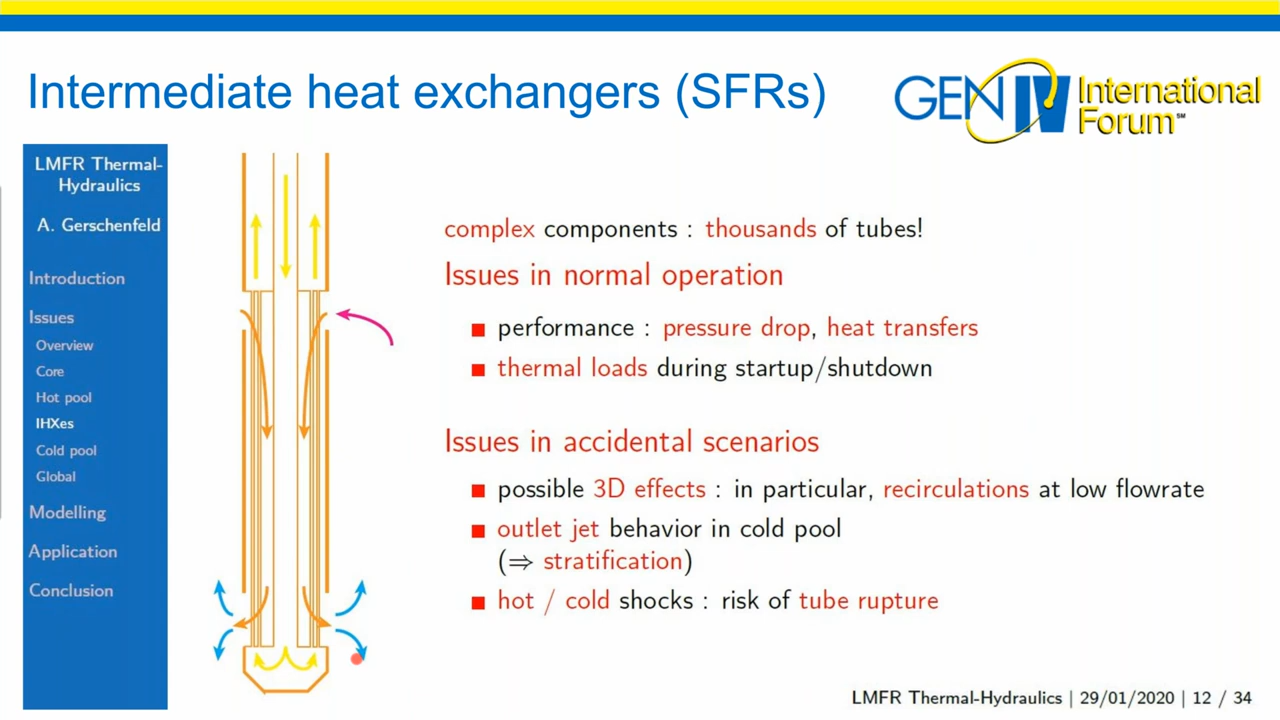 Intermediate heat exchangers (SFRs)
GEN IV International
Forum℠
LMFR Thermal-
Hydraulics
A. Gerschenfeld
Introduction
Issues
Overview
Core
Hot pool
IHXes
Cold pool
Global
Modelling
Application
Conclusion
complex components : thousands of tubes!
Issues in normal operation
performance : pressure drop, heat transfers
thermal loads during startup/shutdown
Issues in accidental scenarios
possible 3D effects : in particular, recirculations at low flowrate
outlet jet behavior in cold pool
(⇒ stratification)
hot / cold shocks : risk of tube rupture
LMFR Thermal-Hydraulics | 29/01/2020 | 12 / 34